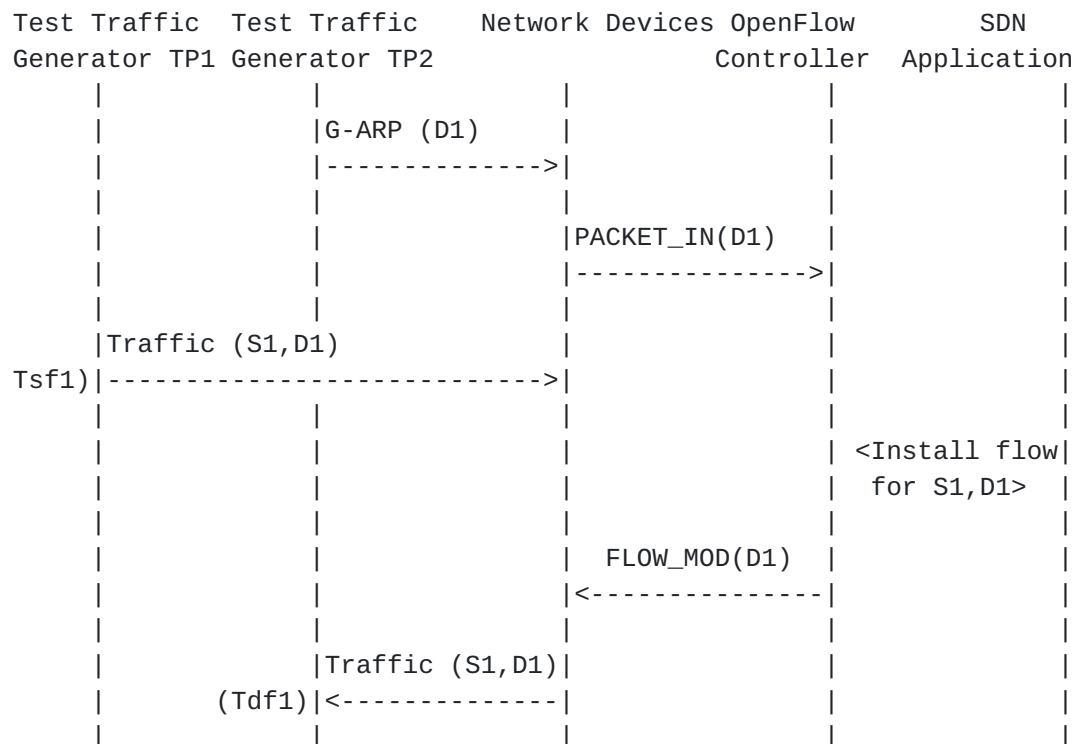 Test Traffic  Test Traffic    Network Devices OpenFlow        SDN
Generator TP1 Generator TP2                  Controller  Application
     |             |               |                |              |
     |             |G-ARP (D1)     |                |              |
     |             |-------------->|                |              |
     |             |               |                |              |
     |             |               |PACKET_IN(D1)   |              |
     |             |               |--------------->|              |
     |             |               |                |              |
     |Traffic (S1,D1)              |                |              |
Tsf1)|---------------------------->|                |              |
     |             |               |                |              |
     |             |               |                | <Install flow|
     |             |               |                |  for S1,D1>  |
     |             |               |                |              |
     |             |               |  FLOW_MOD(D1)  |              |
     |             |               |<---------------|              |
     |             |               |                |              |
     |             |Traffic (S1,D1)|                |              |
     |       (Tdf1)|<--------------|                |              |
     |             |               |                |              |